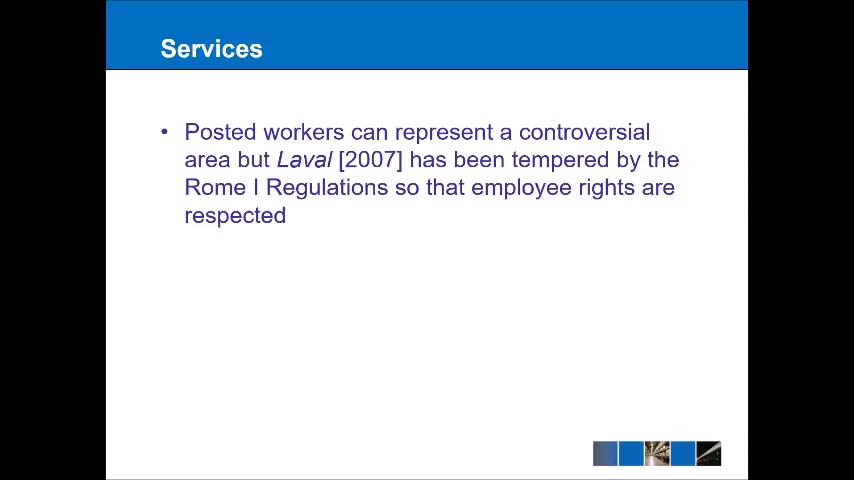 Services
• Posted workers can represent a controversial
area but Laval [2007] has been tempered by the
Rome I Regulations so that employee rights are
respected